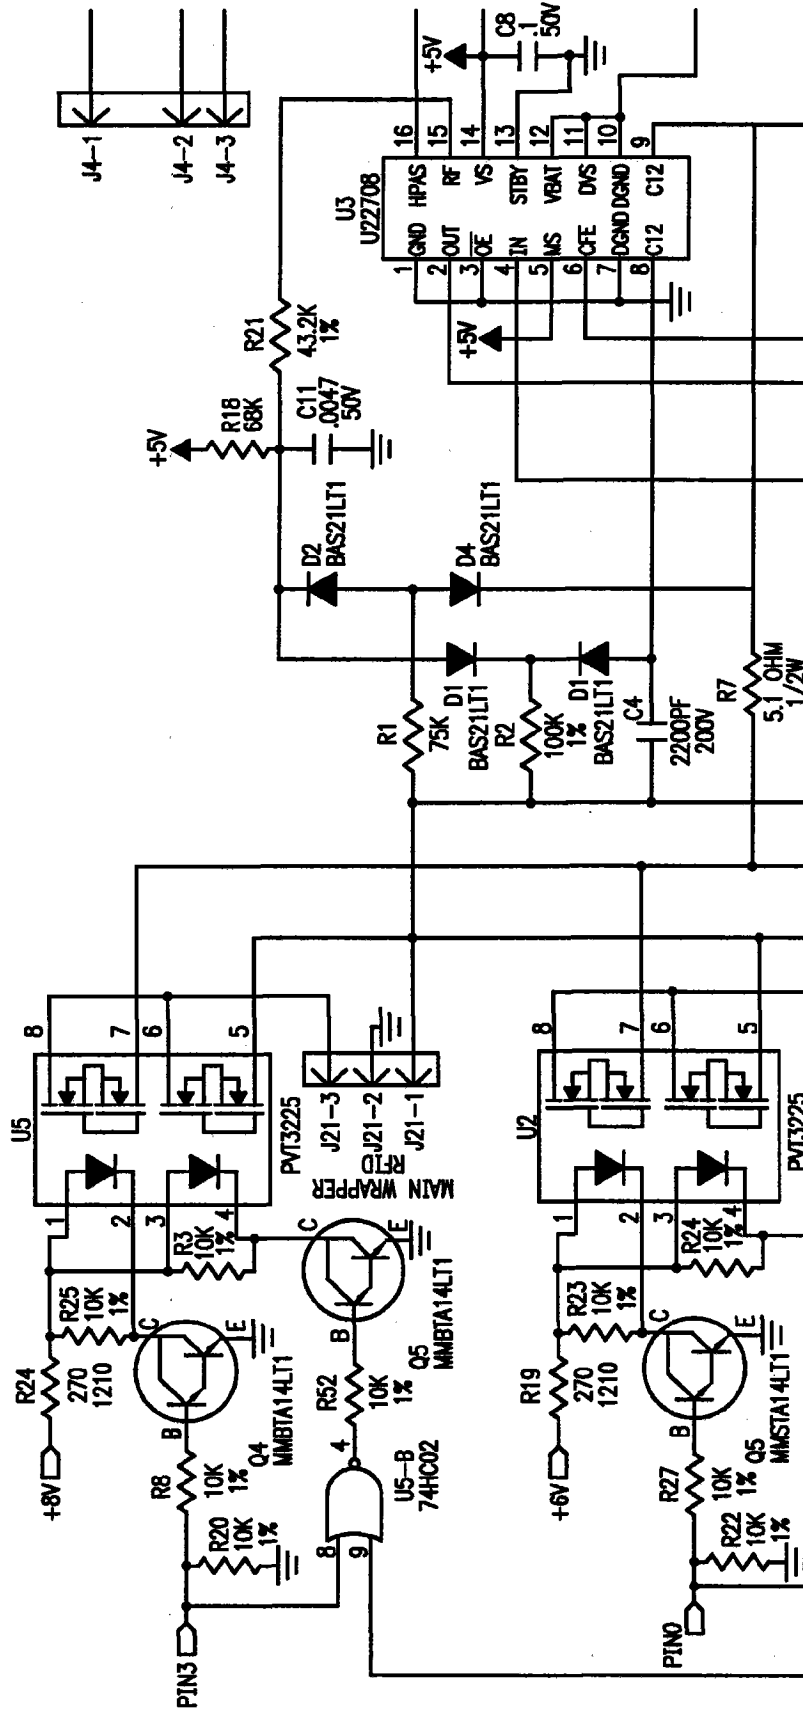 J4-1
J4-2
J4-3
+5V
C8
.1
50V
16
15
14
13
12
11
10
9
HPAS
RF
VS
STBY
VBAT
DVS
DGND
C12
U3
U22708
GND
OUT
OE
IN
MS
CFE
DGND
C12
1
2
3
4
5
6
7
8
+5V
R21
43.2K
1%
+5V
R18
68K
C11
.0047
50V
D2
BAS21LT1
D4
BAS21LT1
R1
75K
D1
BAS21LT1
R2
100K
1%
D1
BAS21LT1
C4
2200PF
200V
R7
5.1 OHM
1/2W
8
7
6
5
U5
PVT3225
1
2
3
4
J21-3
J21-2
J21-1
MAIN WRAPPER
RFID
8
7
6
5
U2
PVT3225
1
2
3
4
R3
10K
1%
R25
10K
1%
R24
270
1210
+8V
C
B
E
Q4
MMBTA14LT1
R8
10K
1%
R20
10K
1%
PIN3
C
B
E
Q5
MMBTA14LT1
R52
10K
1%
4
U5-B
74HC02
8
9
R24
10K
1%
R23
10K
1%
R19
270
1210
+6V
C
B
E
Q5
MMSTA14LT1
R27
10K
1%
R22
10K
1%
PIN0